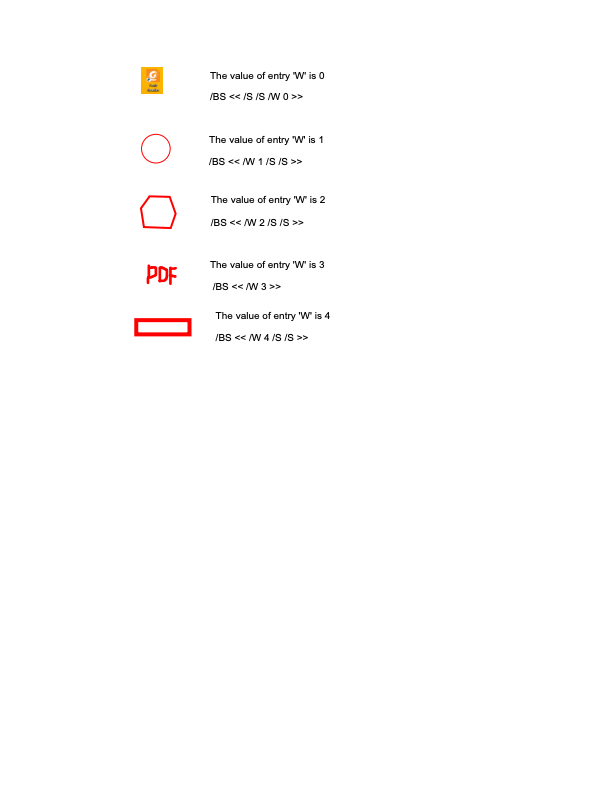 The value of entry 'W' is 0
/BS << /S /S /W 0 >>
The value of entry 'W' is 1
/BS << /W 1 /S /S >>
The value of entry 'W' is 2
/BS << /W 2 /S /S >>
PDF
The value of entry 'W' is 3
/BS << /W 3 >>
The value of entry 'W' is 4
/BS << /W 4 /S /S >>